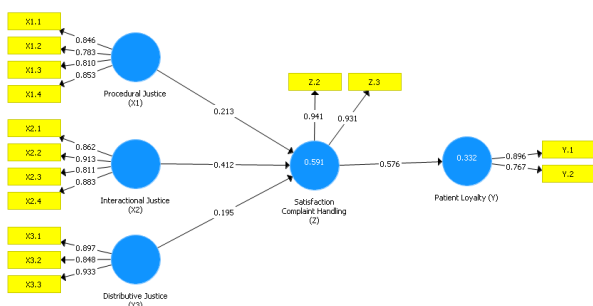 X1.1
X1.2
X1.3
X1.4
0.846
0.783
0.810
0.853
Procedural Justice
(X1)
0.213
Z.2
Z.3
0.941
0.931
X2.1
X2.2
X2.3
X2.4
0.862
0.913
0.811
0.883
Interactional Justice
(X2)
0.412
0.591
Satisfaction
Complaint Handling
(Z)
0.576
0.332
Patient Loyalty (Y)
0.896
0.767
Y.1
Y.2
0.195
X3.1
X3.2
X3.3
0.897
0.848
0.933
Distributive Justice
(X3)